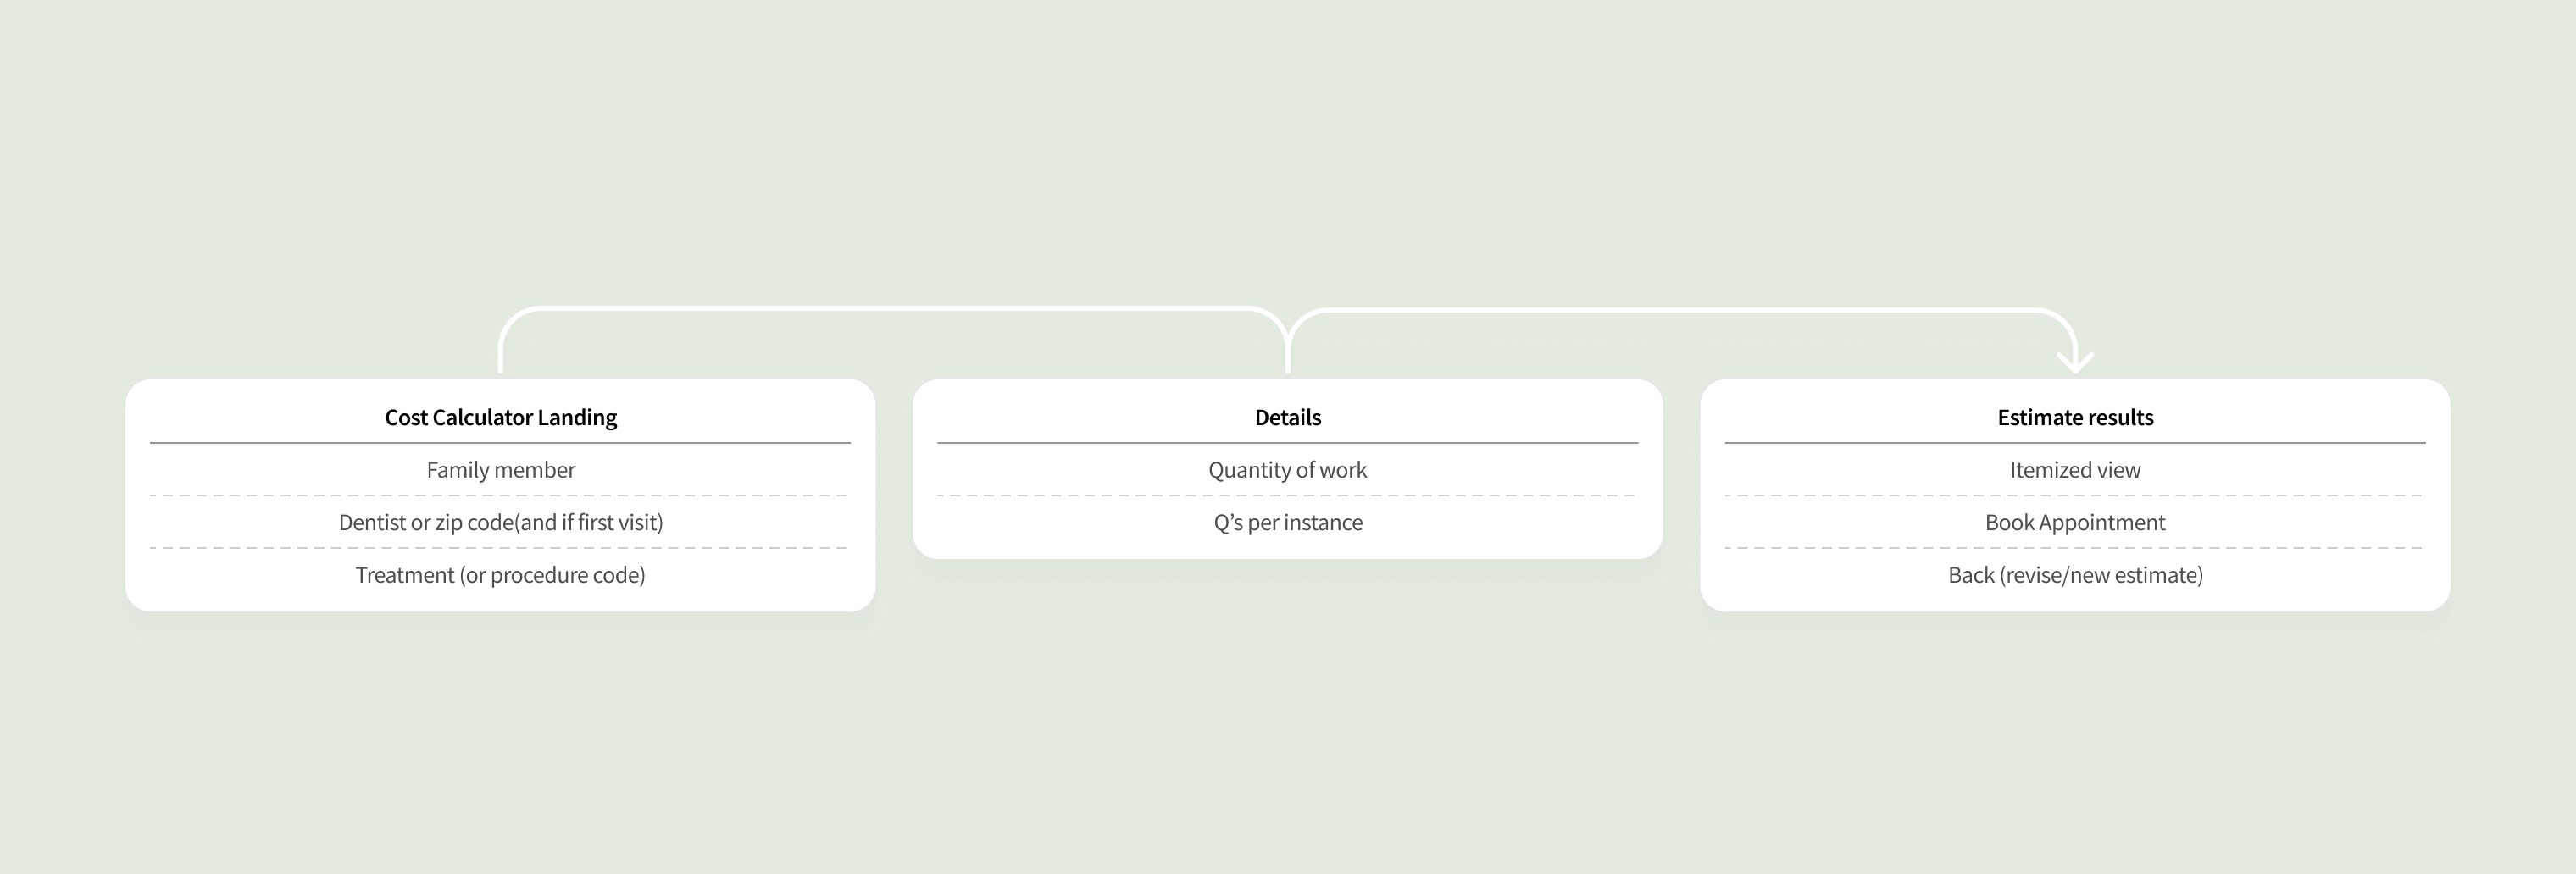 Cost Calculator Landing
Family member
Dentist or zip code(and if first visit)
Treatment (or procedure code)
Details
Quantity of work
Q’s per instance
Estimate results
Itemized view
Book Appointment
Back (revise/new estimate)